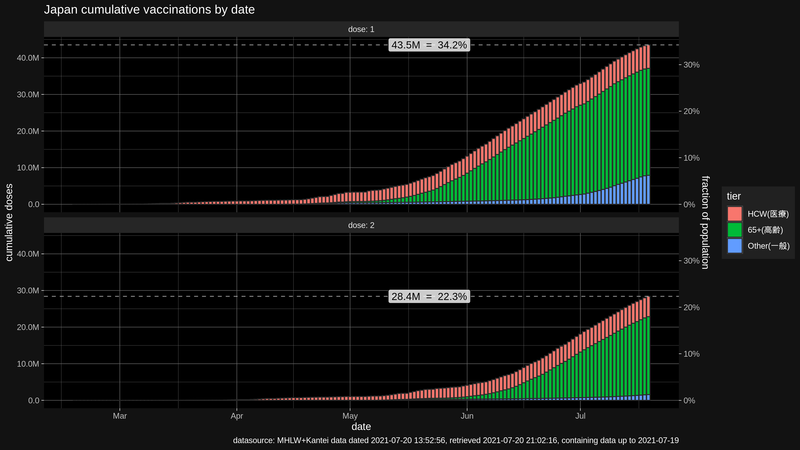 Japan cumulative vaccinations by date
dose: 1
43.5M = 34.2%
40.0M
30.0M
20.0M
10.0M
0.0
30%
20%
10%
0%
dose: 2
28.4M = 22.3%
40.0M
30.0M
20.0M
10.0M
0.0
30%
20%
10%
0%
cumulative doses
fraction of population
Mar
Apr
May
Jun
Jul
date
tier
HCW(医療)
65+(高齢)
Other(一般)
datasource: MHLW+Kantei data dated 2021-07-20 13:52:56, retrieved 2021-07-20 21:02:16, containing data up to 2021-07-19